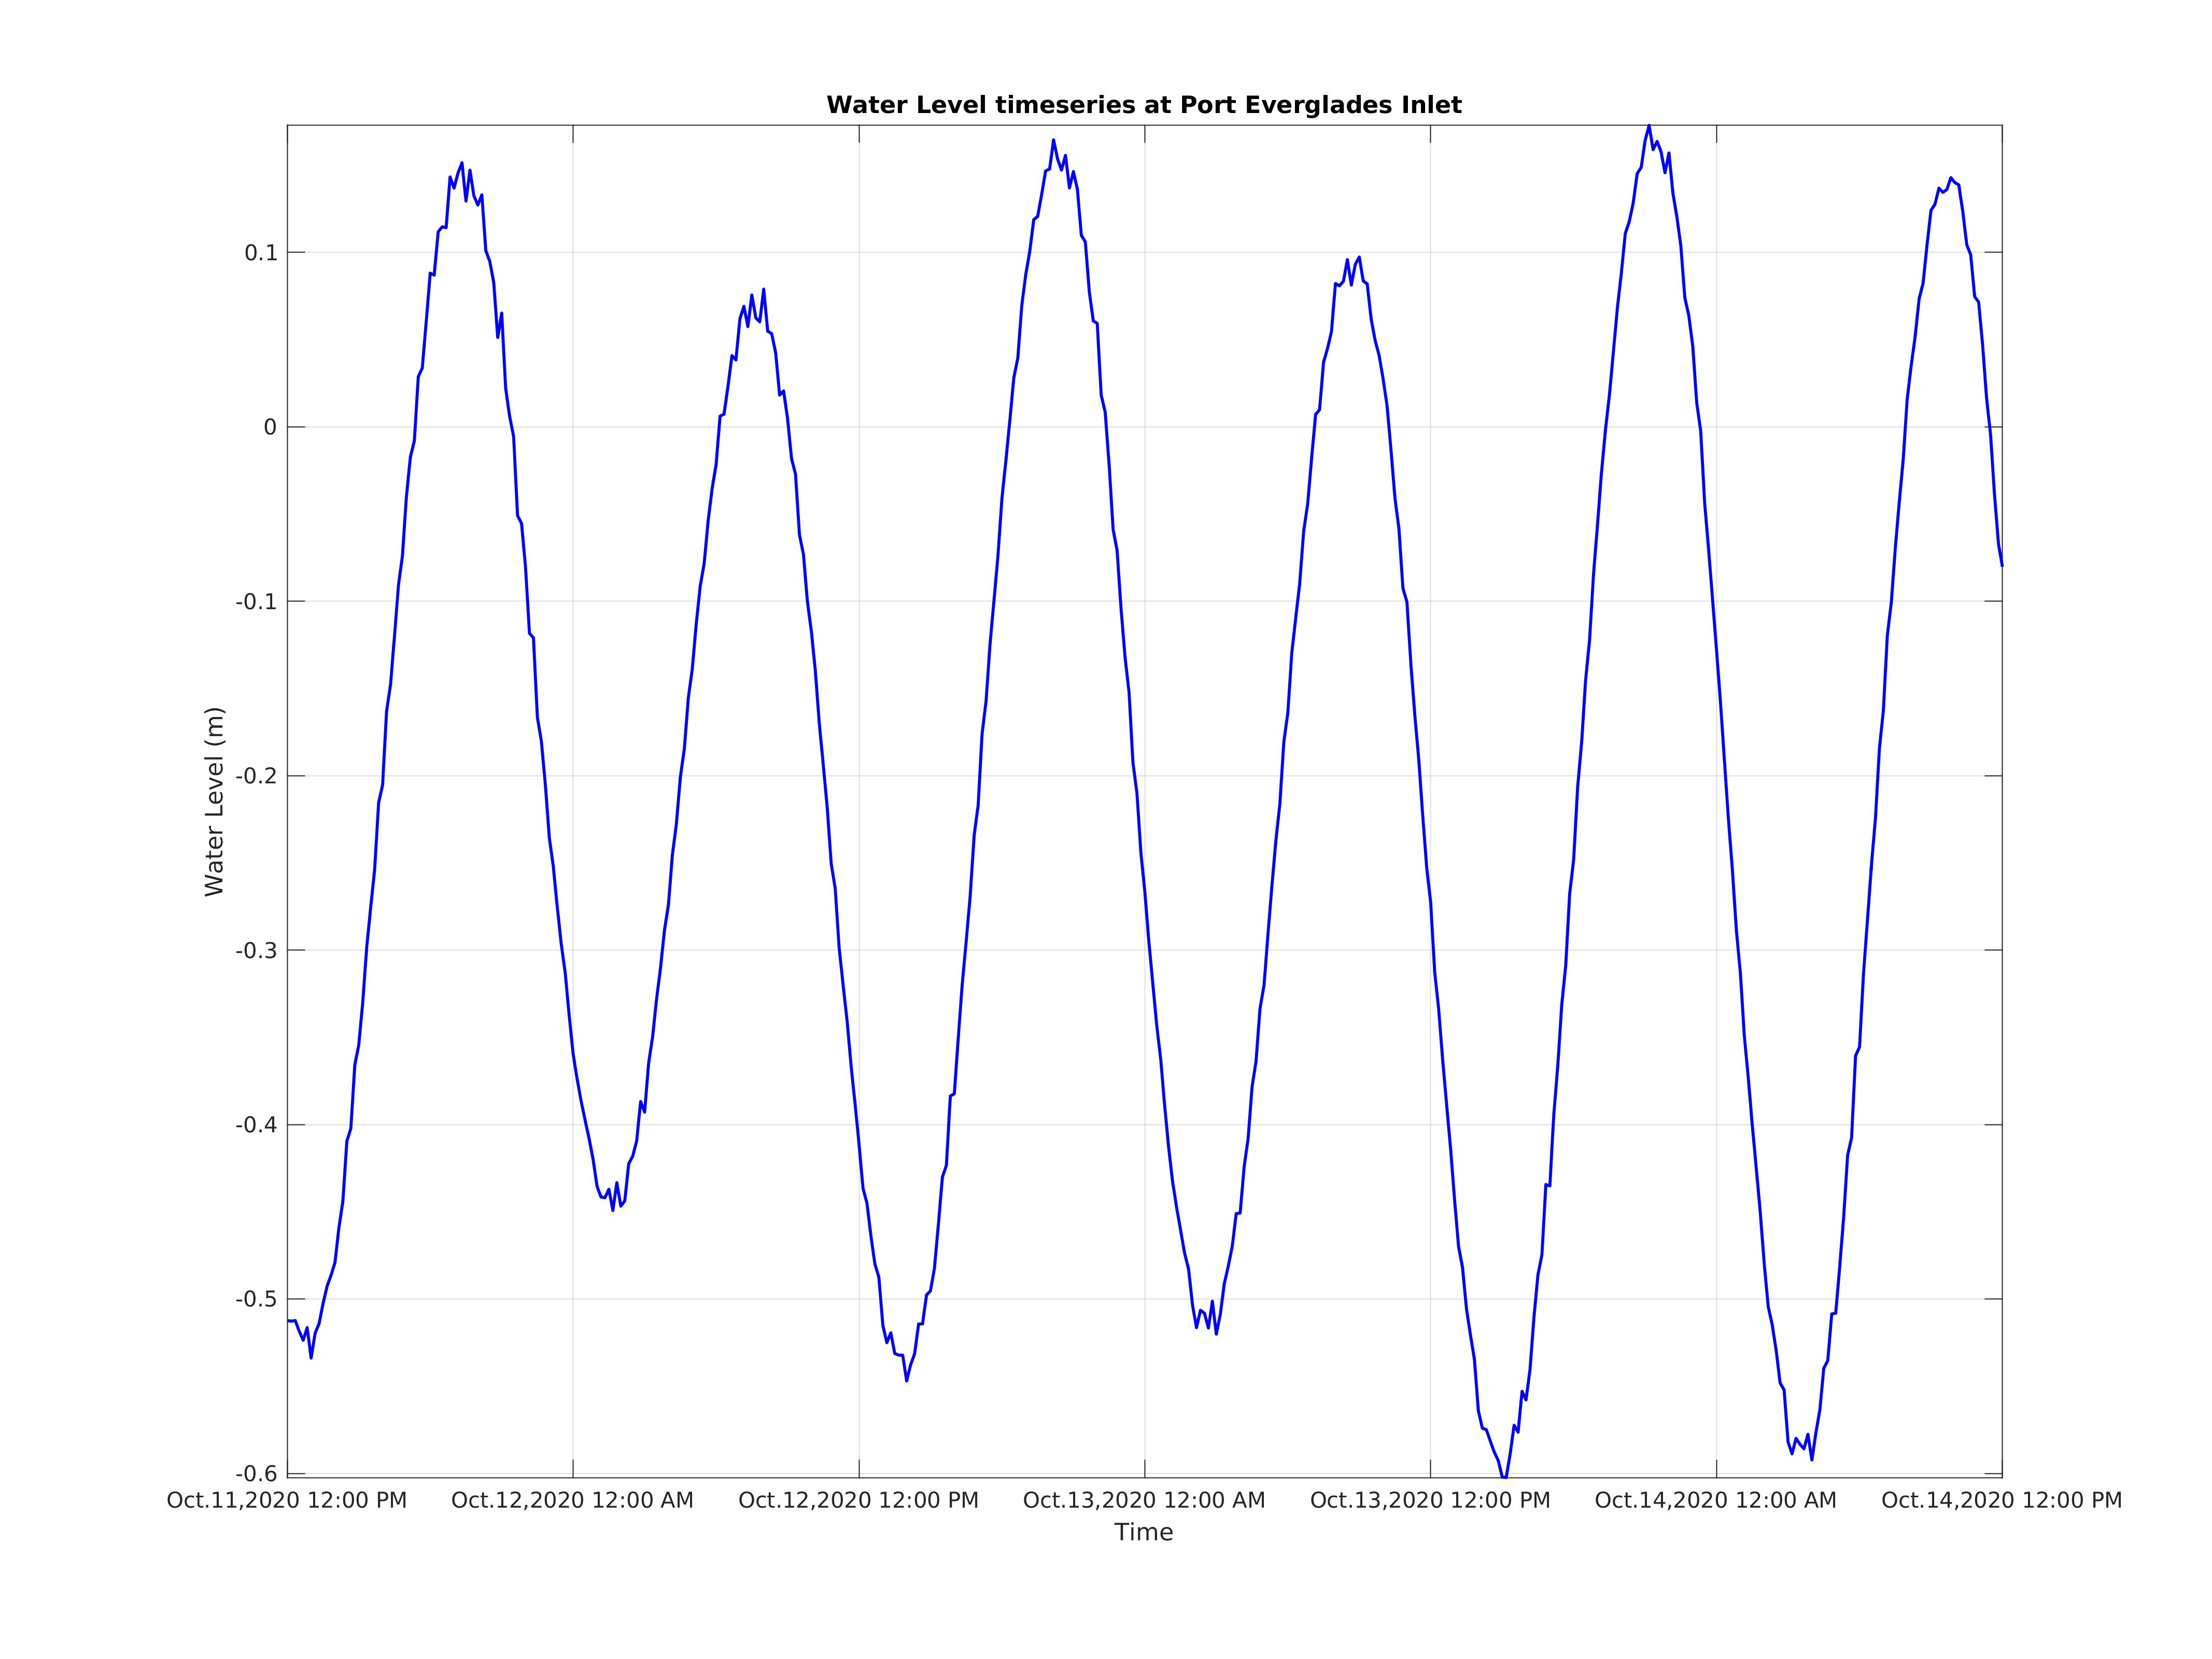 Water Level timeseries at Port Everglades Inlet
0.1
0
-0.1
-0.2
-0.3
-0.4
-0.5
-0.6
Water Level (m)
Oct.11,2020 12:00 PM
Oct.12,2020 12:00 AM
Oct.12,2020 12:00 PM
Oct.13,2020 12:00 AM
Oct.13,2020 12:00 PM
Oct.14,2020 12:00 AM
Oct.14,2020 12:00 PM
Time